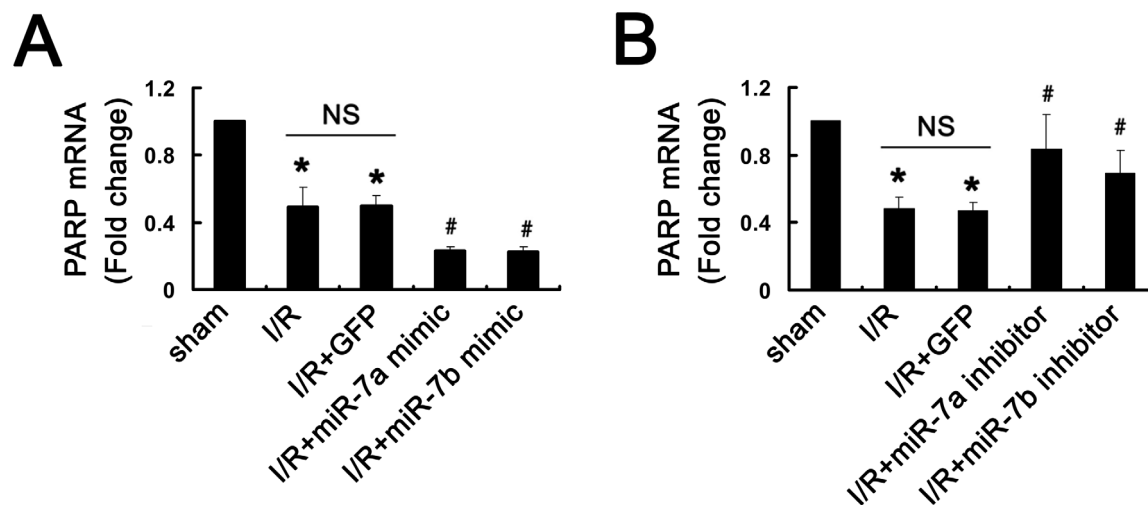 A
PARP mRNA
(Fold change)
1.2
0.8
0.4
0
NS
*
*
#
#
sham
I/R
I/R+GFP
I/R+miR-7a mimic
I/R+miR-7b mimic
B
PARP mRNA
(Fold change)
1.2
0.8
0.4
0
NS
*
*
#
#
sham
I/R
I/R+GFP
I/R+miR-7a inhibitor
I/R+miR-7b inhibitor